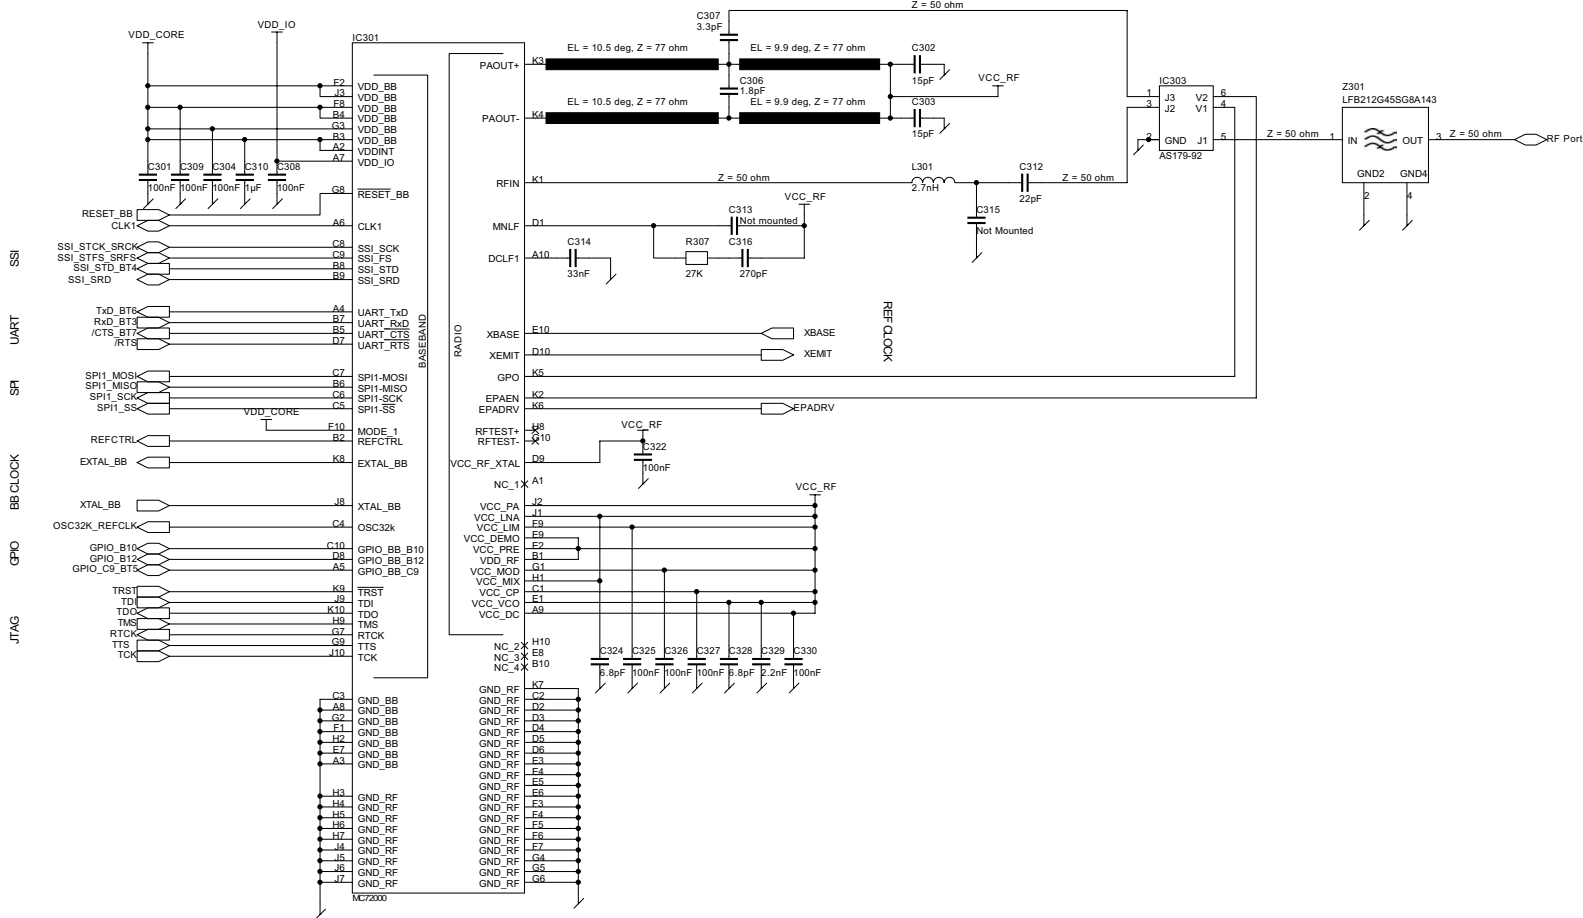 VDD_CORE
VDD_IO
IC301
F2 VDD_BB
J3 VDD_BB
F8 VDD_BB
B4 VDD_BB
G3 VDD_BB
B3 VDD_BB
A2 VDDINT
A7 VDD_IO
C301 100nF
C309 100nF
C304 100nF
C310 1µF
C308 100nF
G8 RESET_BB
RESET_BB
CLK1 A6 CLK1
SSI
SSI_STCK_SRCK C8 SSI_SCK
SSI_STFS_SRFS C9 SSI_FS
SSI_STD_BT4 B8 SSI_STD
SSI_SRD B9 SSI_SRD
UART
TxD_BT6 A4 UART_TxD
RxD_BT3 B7 UART_RxD
/CTS_BT7 B5 UART_CTS
/RTS D7 UART_RTS
SPI
SPI1_MOSI C7 SPI1-MOSI
SPI1_MISO B6 SPI1-MISO
SPI1_SCK C6 SPI1-SCK
SPI1_SS C5 SPI1-SS
VDD_CORE
F10 MODE_1
REFCTRL B2 REFCTRL
BB CLOCK
EXTAL_BB K8 EXTAL_BB
XTAL_BB J8 XTAL_BB
OSC32K_REFCLK C4 OSC32k
GPIO
GPIO_B10 C10 GPIO_BB_B10
GPIO_B12 D8 GPIO_BB_B12
GPIO_C9_BT5 A5 GPIO_BB_C9
JTAG
TRST K9 TRST
TDI J9 TDI
TDO K10 TDO
TMS H9 TMS
RTCK G7 RTCK
TTS G9 TTS
TCK J10 TCK
C3 GND_BB
A8 GND_BB
G2 GND_BB
F1 GND_BB
H2 GND_BB
E7 GND_BB
A3 GND_BB
H3 GND_RF
H4 GND_RF
H5 GND_RF
H6 GND_RF
H7 GND_RF
J4 GND_RF
J5 GND_RF
J6 GND_RF
J7 GND_RF
MC72000
BASEBAND
RADIO
PAOUT+ K3
EL = 10.5 deg, Z = 77 ohm
EL = 9.9 deg, Z = 77 ohm
C307
3.3pF
Z = 50 ohm
C302
15pF
C306
1.8pF
VCC_RF
PAOUT- K4
EL = 10.5 deg, Z = 77 ohm
EL = 9.9 deg, Z = 77 ohm
C303
15pF
RFIN K1
Z = 50 ohm
L301
2.7nH
C312
22pF
Z = 50 ohm
C315
Not Mounted
MNLF D1
C313
Not mounted
VCC_RF
R307
27K
C316
270pF
DCLF1 A10
C314
33nF
REF CLOCK
XBASE E10 XBASE
XEMIT D10 XEMIT
GPO K5
EPAEN K2
EPADRV K6 EPADRV
RFTEST+ H8
RFTEST- G10
VCC_RF
C322
100nF
VCC_RF_XTAL D9
NC_1 A1
VCC_RF
VCC_PA J2
VCC_LNA J1
VCC_LIM F9
VCC_DEMO E9
VCC_PRE E2
VDD_RF B1
VCC_MOD G1
VCC_MIX H1
VCC_CP C1
VCC_VCO E1
VCC_DC A9
NC_2 H10
NC_3 E8
NC_4 B10
C324 6.8pF
C325 100nF
C326 100nF
C327 100nF
C328 6.8pF
C329 2.2nF
C330 100nF
GND_RF K7
GND_RF C2
GND_RF D2
GND_RF D3
GND_RF D4
GND_RF D5
GND_RF D6
GND_RF E3
GND_RF E4
GND_RF E5
GND_RF E6
GND_RF F3
GND_RF F4
GND_RF F5
GND_RF F6
GND_RF F7
GND_RF G4
GND_RF G5
GND_RF G6
IC303
1 J3 V2 6
3 J2 V1 4
2 GND J1 5
AS179-92
Z = 50 ohm
Z301
LFB212G45SG8A143
1 IN OUT 3
GND2 GND4
2 4
Z = 50 ohm
RF Port